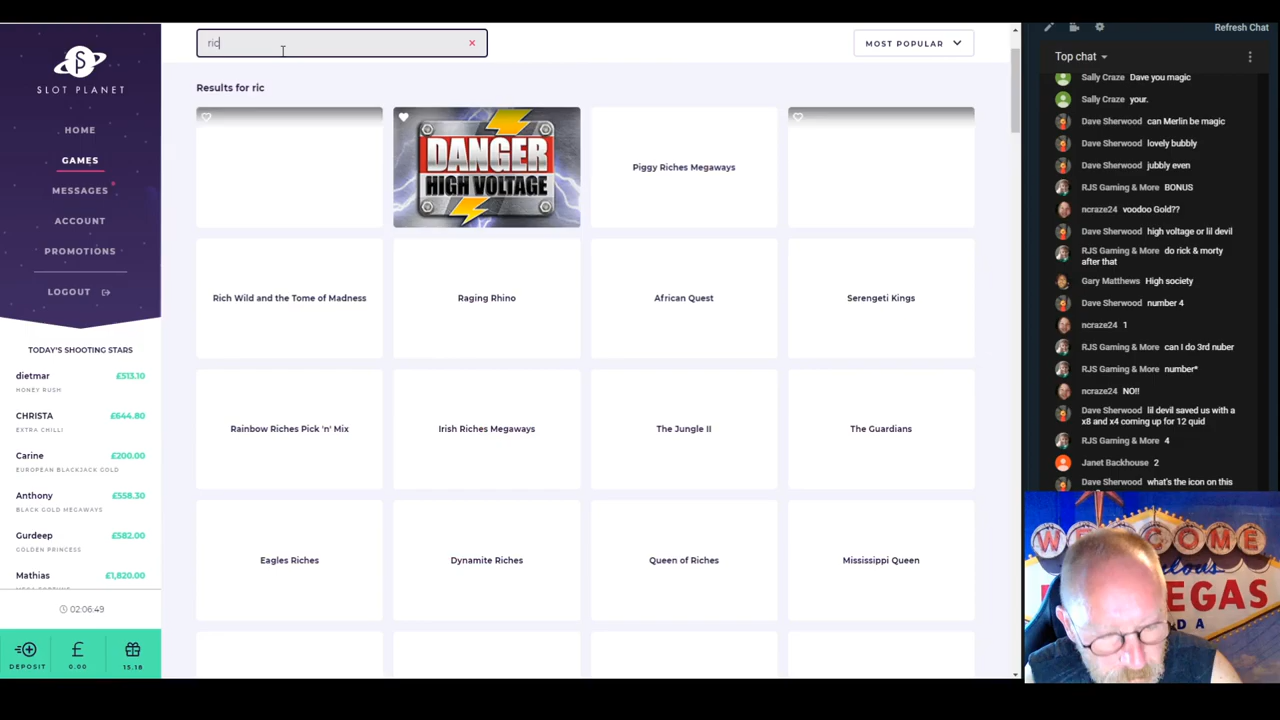 SLOT PLANET
HOME
GAMES
MESSAGES
ACCOUNT
PROMOTIONS
LOGOUT
TODAY'S SHOOTING STARS
dietmar £513.10
HONEY RUSH
CHRISTA £644.80
EXTRA CHILLI
Carine £200.00
EUROPEAN BLACKJACK GOLD
Anthony £558.30
BLACK GOLD MEGAWAYS
Gurdeep £582.00
GOLDEN PRINCESS
Mathias £1,820.00
02:06:49
DEPOSIT
£
0.00
15.18
ric
MOST POPULAR
Results for ric
DANGER
HIGH VOLTAGE
Piggy Riches Megaways
Rich Wild and the Tome of Madness
Raging Rhino
African Quest
Serengeti Kings
Rainbow Riches Pick 'n' Mix
Irish Riches Megaways
The Jungle II
The Guardians
Eagles Riches
Dynamite Riches
Queen of Riches
Mississippi Queen
Refresh Chat
Top chat
Sally Craze Dave you magic
Sally Craze your.
Dave Sherwood can Merlin be magic
Dave Sherwood lovely bubbly
Dave Sherwood jubbly even
RJS Gaming & More BONUS
ncraze24 voodoo Gold??
Dave Sherwood high voltage or lil devil
RJS Gaming & More do rick & morty
after that
Gary Matthews High society
Dave Sherwood number 4
ncraze24 1
RJS Gaming & More can I do 3rd nuber
RJS Gaming & More number*
ncraze24 NO!!
Dave Sherwood lil devil saved us with a
x8 and x4 coming up for 12 quid
RJS Gaming & More 4
Janet Backhouse 2
Dave Sherwood what's the icon on this
WELCOME
VEGAS